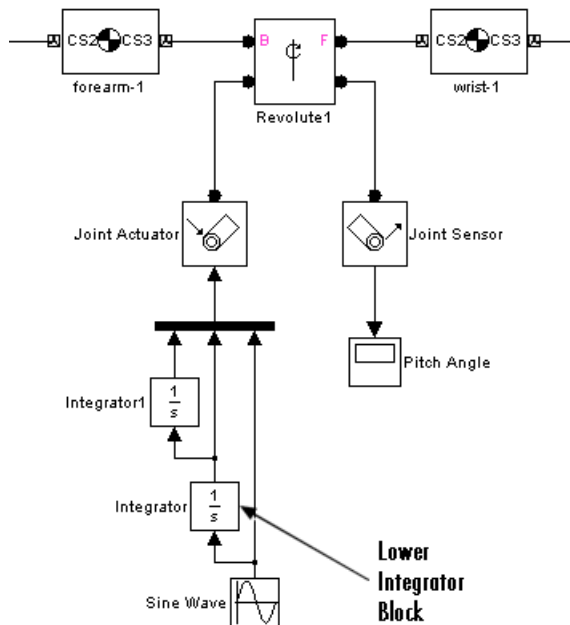 CS2 CS3
forearm-1
B F
Revolute1
CS2 CS3
wrist-1
Joint Actuator
Joint Sensor
Pitch Angle
Integrator1
1
s
Integrator
1
s
Sine Wave
Lower
Integrator
Block